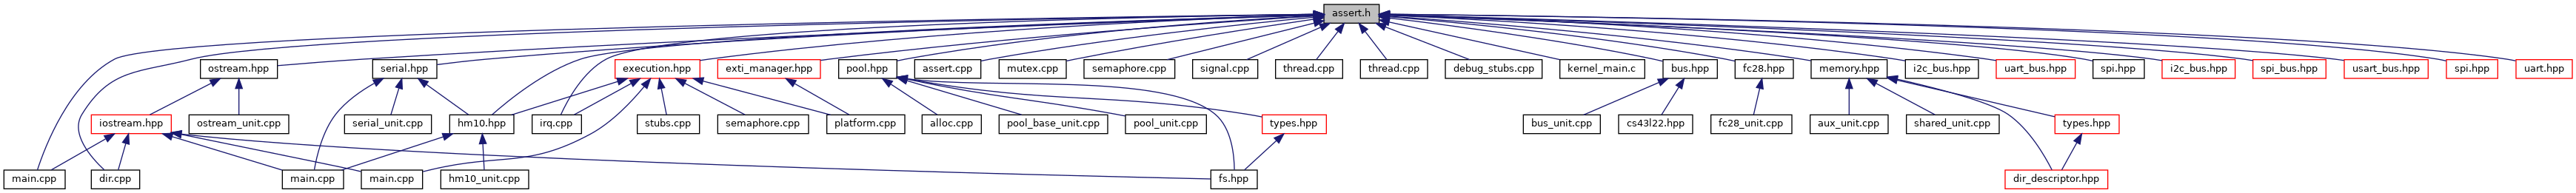 assert.h
ostream.hpp
serial.hpp
execution.hpp
exti_manager.hpp
pool.hpp
assert.cpp
mutex.cpp
semaphore.cpp
signal.cpp
thread.cpp
thread.cpp
debug_stubs.cpp
kernel_main.c
bus.hpp
fc28.hpp
memory.hpp
i2c_bus.hpp
uart_bus.hpp
spi.hpp
i2c_bus.hpp
spi_bus.hpp
usart_bus.hpp
spi.hpp
uart.hpp
iostream.hpp
ostream_unit.cpp
serial_unit.cpp
hm10.hpp
irq.cpp
stubs.cpp
semaphore.cpp
platform.cpp
alloc.cpp
pool_base_unit.cpp
pool_unit.cpp
types.hpp
bus_unit.cpp
cs43l22.hpp
fc28_unit.cpp
aux_unit.cpp
shared_unit.cpp
types.hpp
main.cpp
dir.cpp
main.cpp
main.cpp
hm10_unit.cpp
fs.hpp
dir_descriptor.hpp